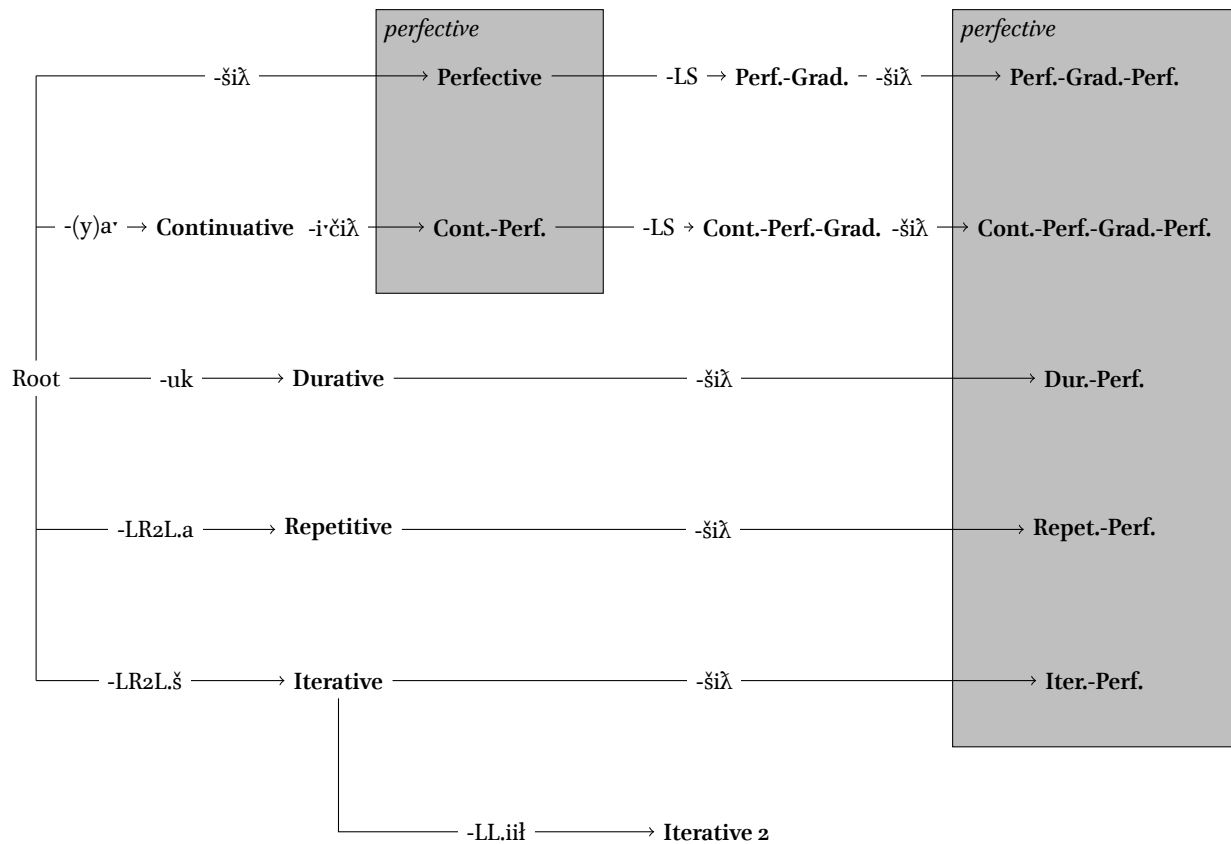 perfective perfective
-šiƛ Perfective -LS Perf.-Grad. -šiƛ Perf.-Grad.-Perf.
-(y)aˑ Continuative -iˑčiƛ Cont.-Perf. -LS Cont.-Perf.-Grad. -šiƛ Cont.-Perf.-Grad.-Perf.
Root -uk Durative -šiƛ Dur.-Perf.
-LR2L.a Repetitive -šiƛ Repet.-Perf.
-LR2L.š Iterative -šiƛ Iter.-Perf.
-LL.iił Iterative 2